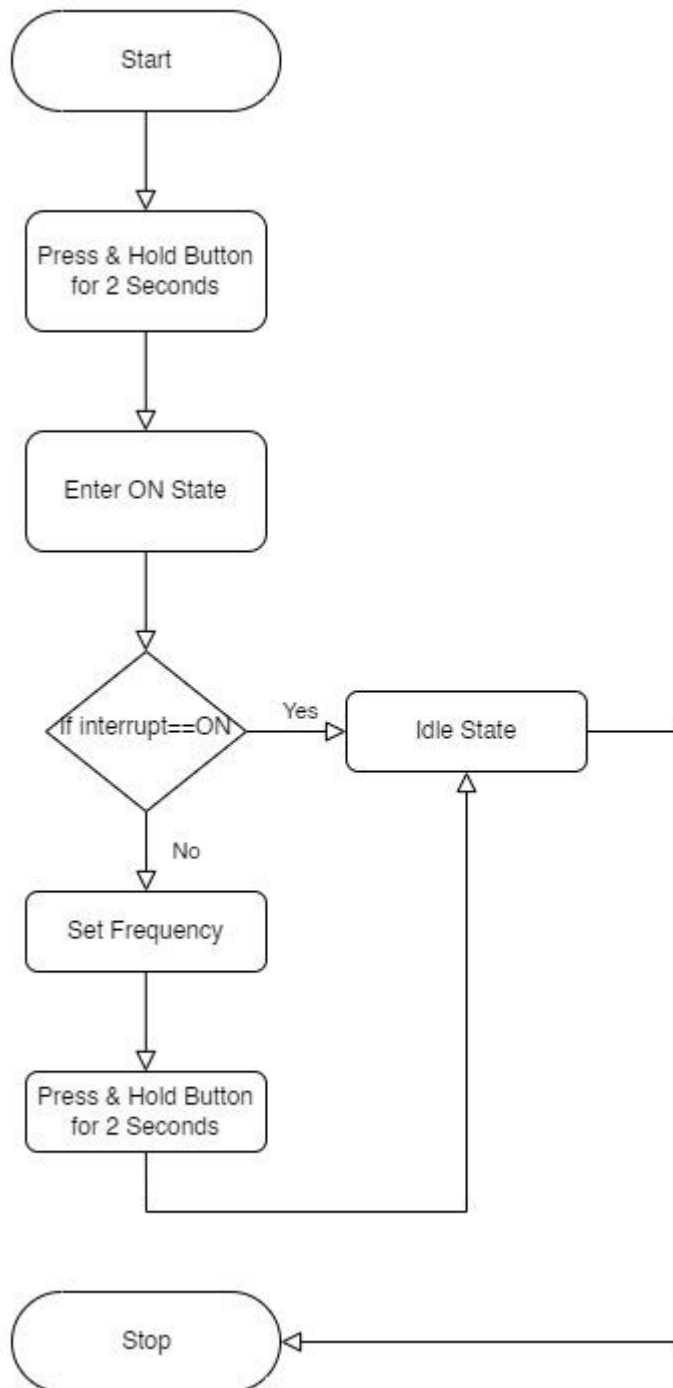 Start
Press & Hold Button
for 2 Seconds
Enter ON State
If interrupt==ON
Yes
Idle State
No
Set Frequency
Press & Hold Button
for 2 Seconds
Stop